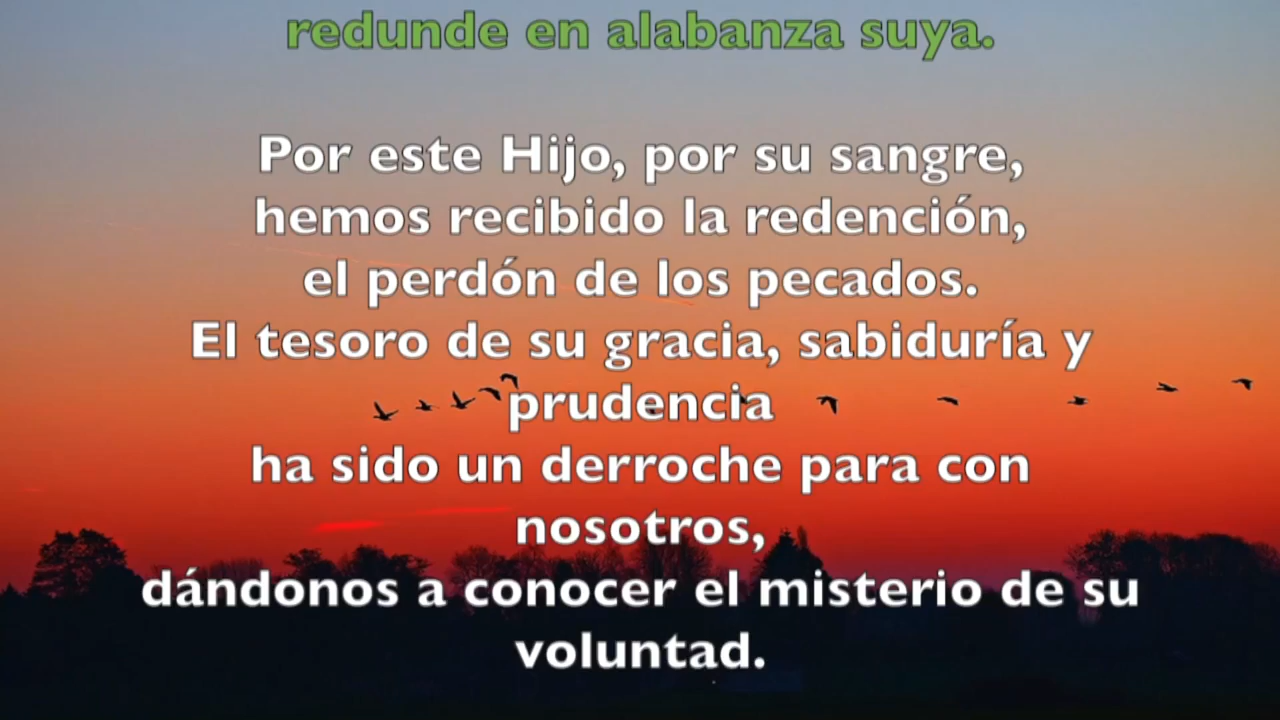 redunde en alabanza suya.
Por este Hijo, por su sangre,
hemos recibido la redención,
el perdón de los pecados.
El tesoro de su gracia, sabiduría y
prudencia
ha sido un derroche para con
nosotros,
dándonos a conocer el misterio de su
voluntad.